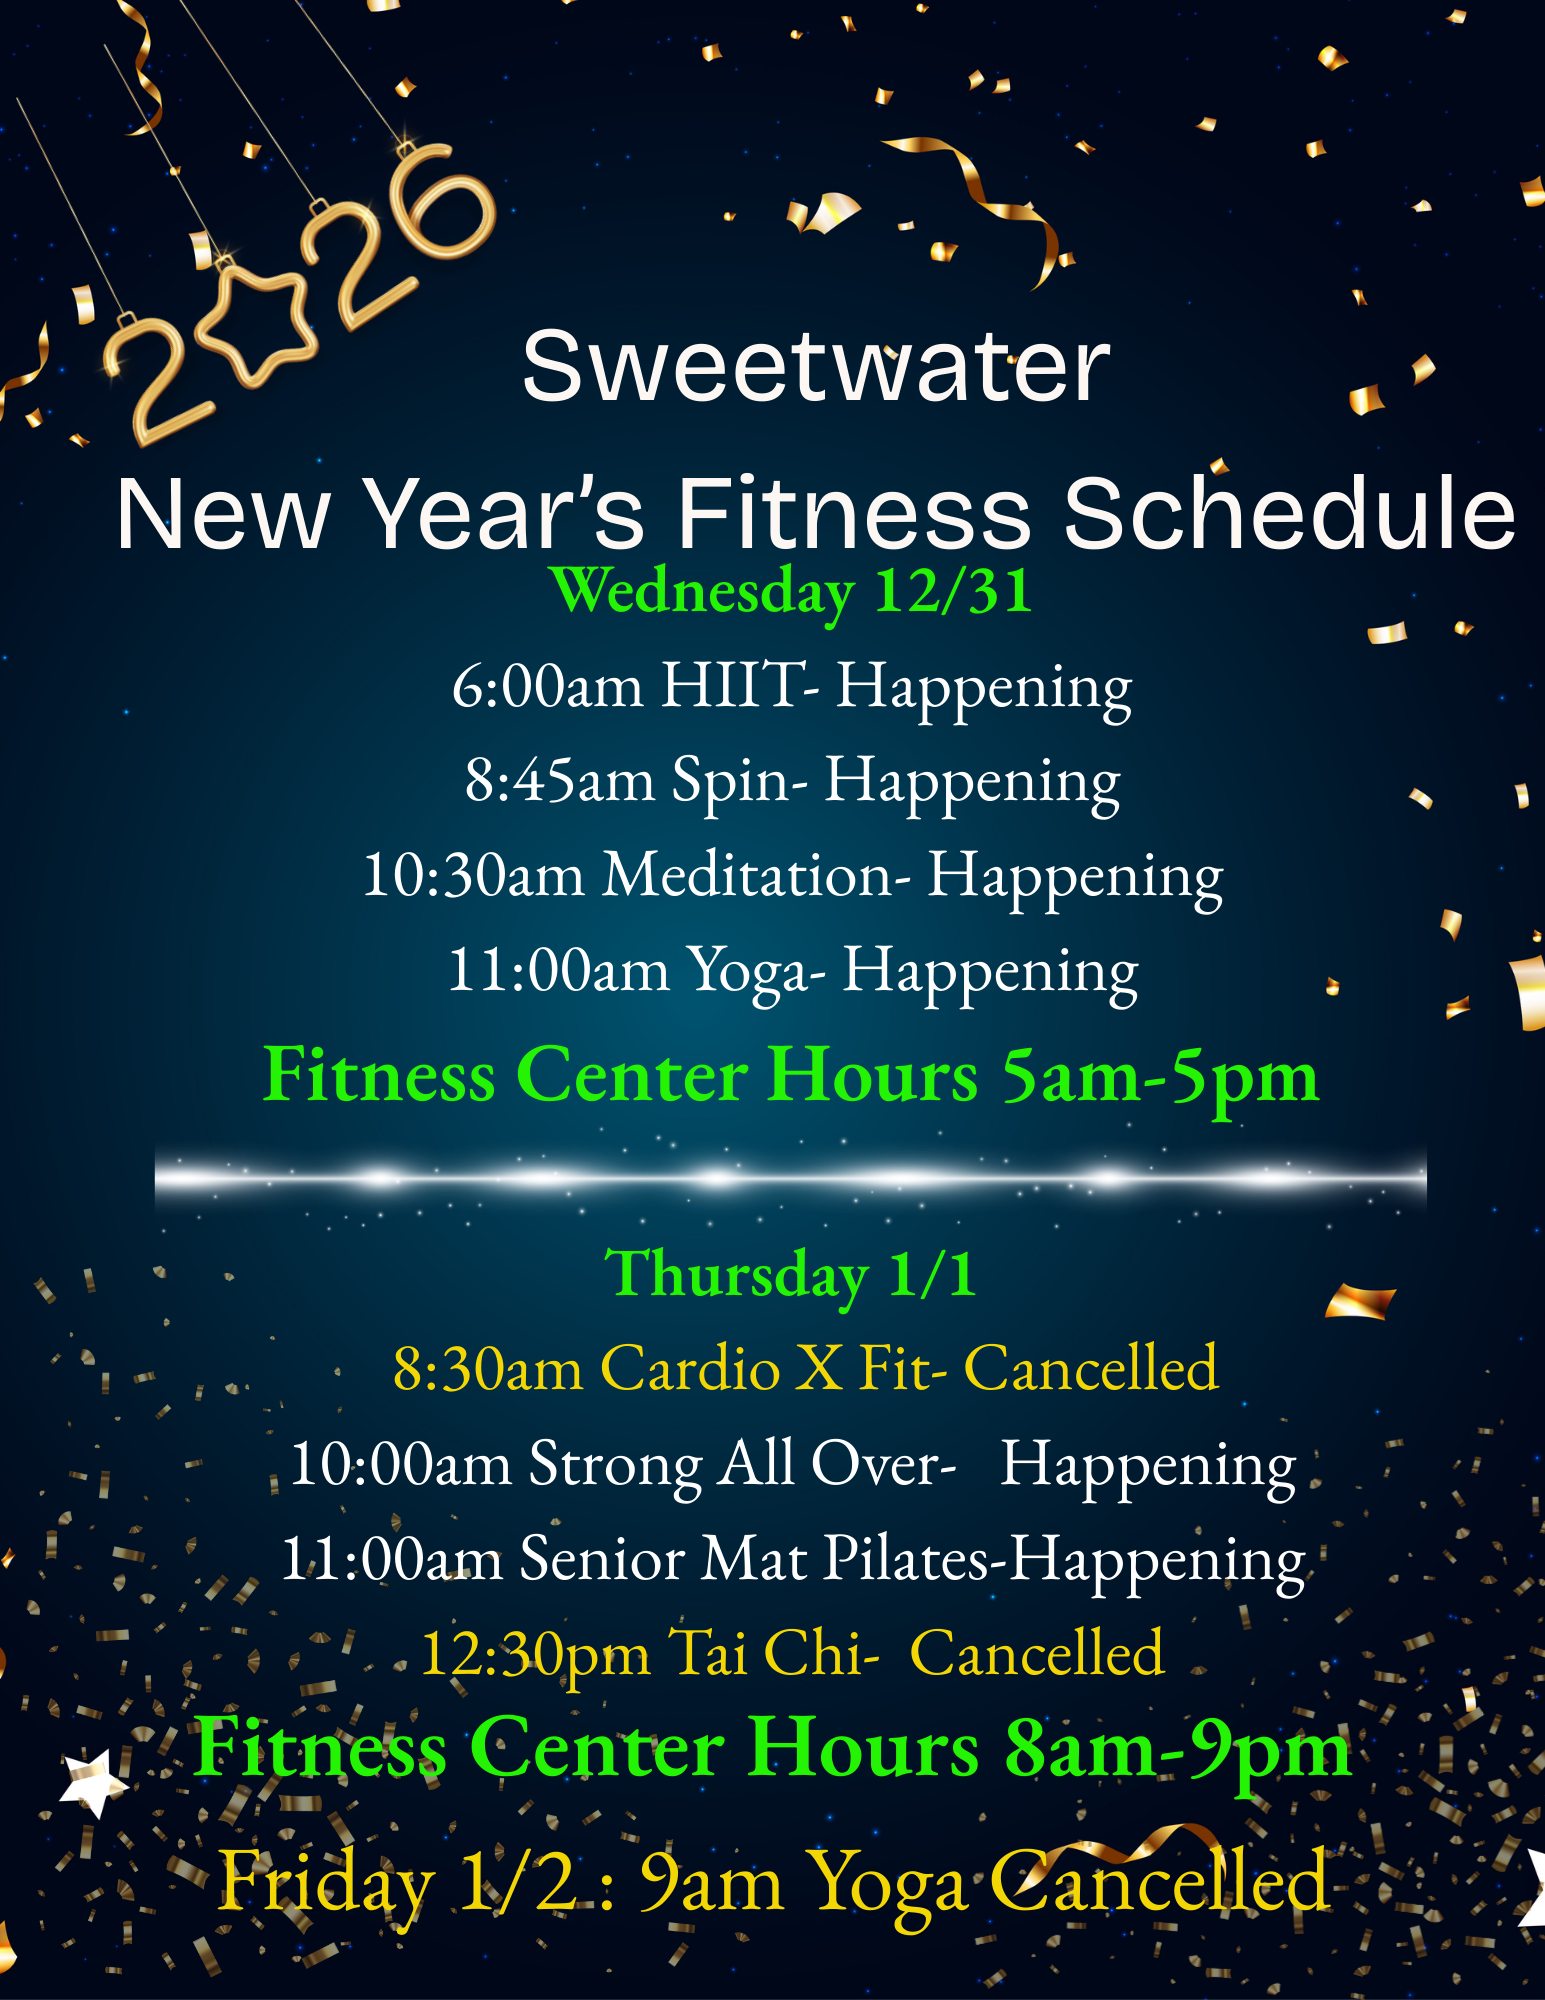 2026
Sweetwater
New Year's Fitness Schedule
Wednesday 12/31
6:00am HIIT- Happening
8:45am Spin- Happening
10:30am Meditation- Happening
11:00am Yoga- Happening
Fitness Center Hours 5am-5pm
Thursday 1/1
8:30am Cardio X Fit- Cancelled
10:00am Strong All Over-   Happening
11:00am Senior Mat Pilates-Happening
12:30pm Tai Chi-  Cancelled
Fitness Center Hours 8am-9pm
Friday 1/2 : 9am Yoga Cancelled